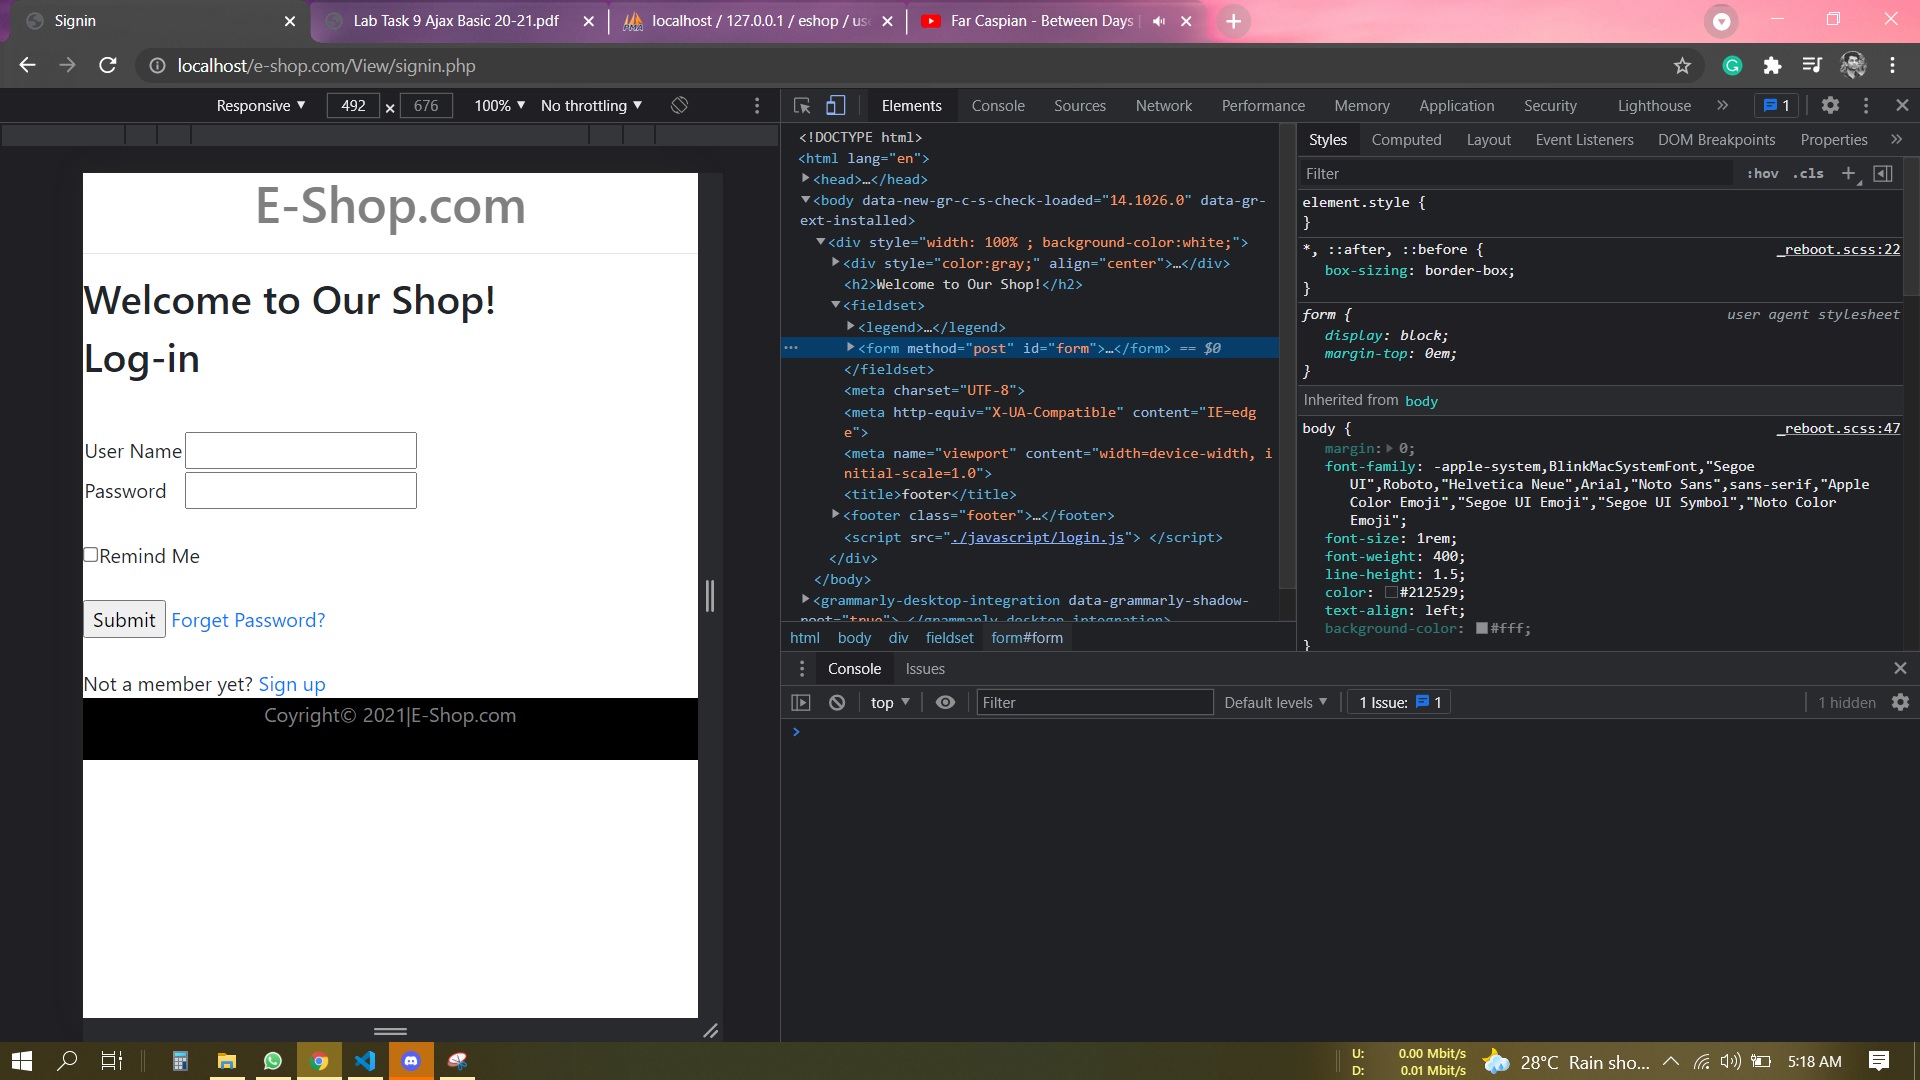 Signin
Lab Task 9 Ajax Basic 20-21.pdf
localhost / 127.0.0.1 / eshop / use
Far Caspian - Between Days |
localhost/e-shop.com/View/signin.php
Responsive ▼ 492 × 676 100% ▼ No throttling ▼
Elements Console Sources Network Performance Memory Application Security Lighthouse » 1
E-Shop.com
Welcome to Our Shop!
Log-in
User Name
Password
Remind Me
Submit Forget Password?
Not a member yet? Sign up
Coyright© 2021|E-Shop.com
<!DOCTYPE html>
<html lang="en">
<head>…</head>
<body data-new-gr-c-s-check-loaded="14.1026.0" data-gr-
ext-installed>
<div style="width: 100% ; background-color:white;">
<div style="color:gray;" align="center">…</div>
<h2>Welcome to Our Shop!</h2>
<fieldset>
<legend>…</legend>
<form method="post" id="form">…</form> == $0
</fieldset>
<meta charset="UTF-8">
<meta http-equiv="X-UA-Compatible" content="IE=edg
e">
<meta name="viewport" content="width=device-width, i
nitial-scale=1.0">
<title>footer</title>
<footer class="footer">…</footer>
<script src="./javascript/login.js"> </script>
</div>
</body>
<grammarly-desktop-integration data-grammarly-shadow-
root="true"> </grammarly-desktop-integration>
html body div fieldset form#form
Styles Computed Layout Event Listeners DOM Breakpoints Properties »
Filter :hov .cls +
element.style {
}
*, ::after, ::before { _reboot.scss:22
box-sizing: border-box;
}
form { user agent stylesheet
display: block;
margin-top: 0em;
}
Inherited from body
body { _reboot.scss:47
margin: 0;
font-family: -apple-system,BlinkMacSystemFont,"Segoe
UI",Roboto,"Helvetica Neue",Arial,"Noto Sans",sans-serif,"Apple
Color Emoji","Segoe UI Emoji","Segoe UI Symbol","Noto Color
Emoji";
font-size: 1rem;
font-weight: 400;
line-height: 1.5;
color: #212529;
text-align: left;
background-color: #fff;
}
Console Issues
top ▼ Filter Default levels ▼ 1 Issue: 1 1 hidden
>
U: 0.00 Mbit/s
D: 0.01 Mbit/s
28°C Rain sho... 5:18 AM